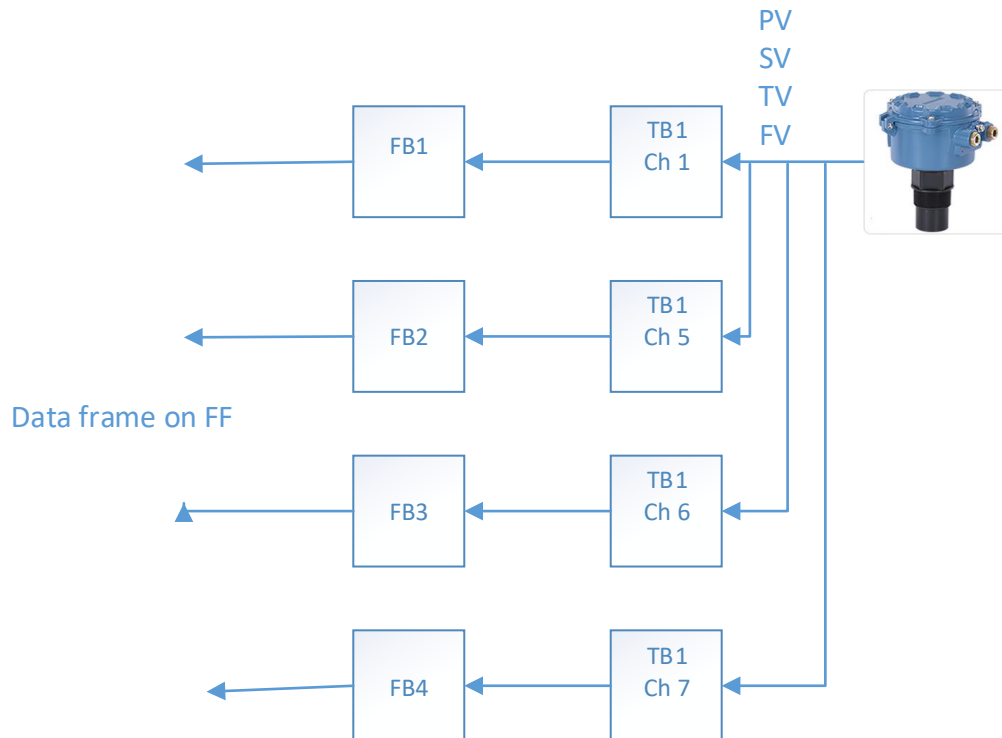 PV
SV
TV
FV
FB1
TB1
Ch 1
FB2
TB1
Ch 5
Data frame on FF
FB3
TB1
Ch 6
FB4
TB1
Ch 7